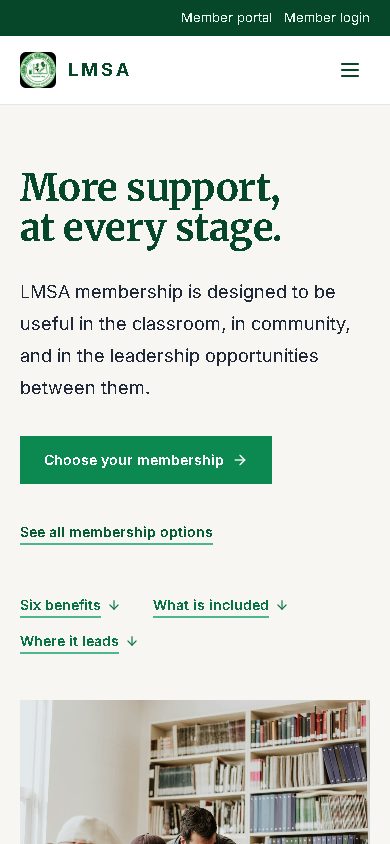 Member portal Member login
LMSA
More support,
at every stage.
LMSA membership is designed to be
useful in the classroom, in community,
and in the leadership opportunities
between them.
Choose your membership →
See all membership options
Six benefits ↓ What is included ↓
Where it leads ↓